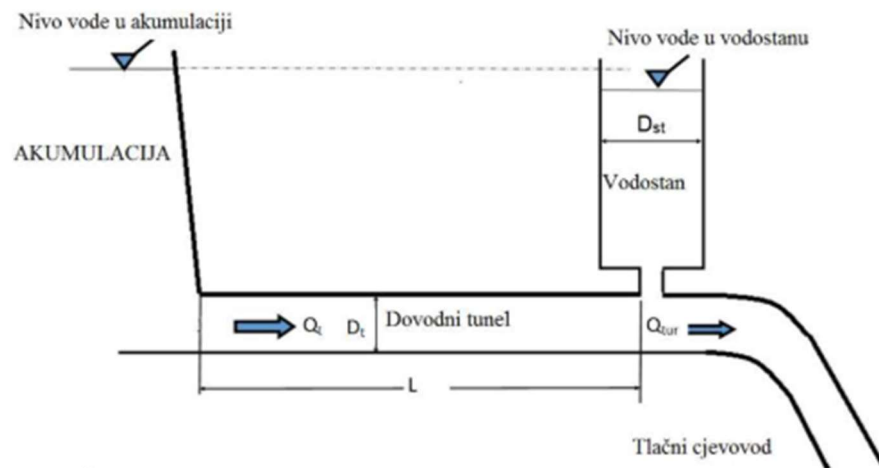 Nivo vode u akumulaciji
Nivo vode u vodostanu
AKUMULACIJA
Dst
Vodostan
Qt
Dt
Dovodni tunel
Qtur
L
Tlačni cjevovod